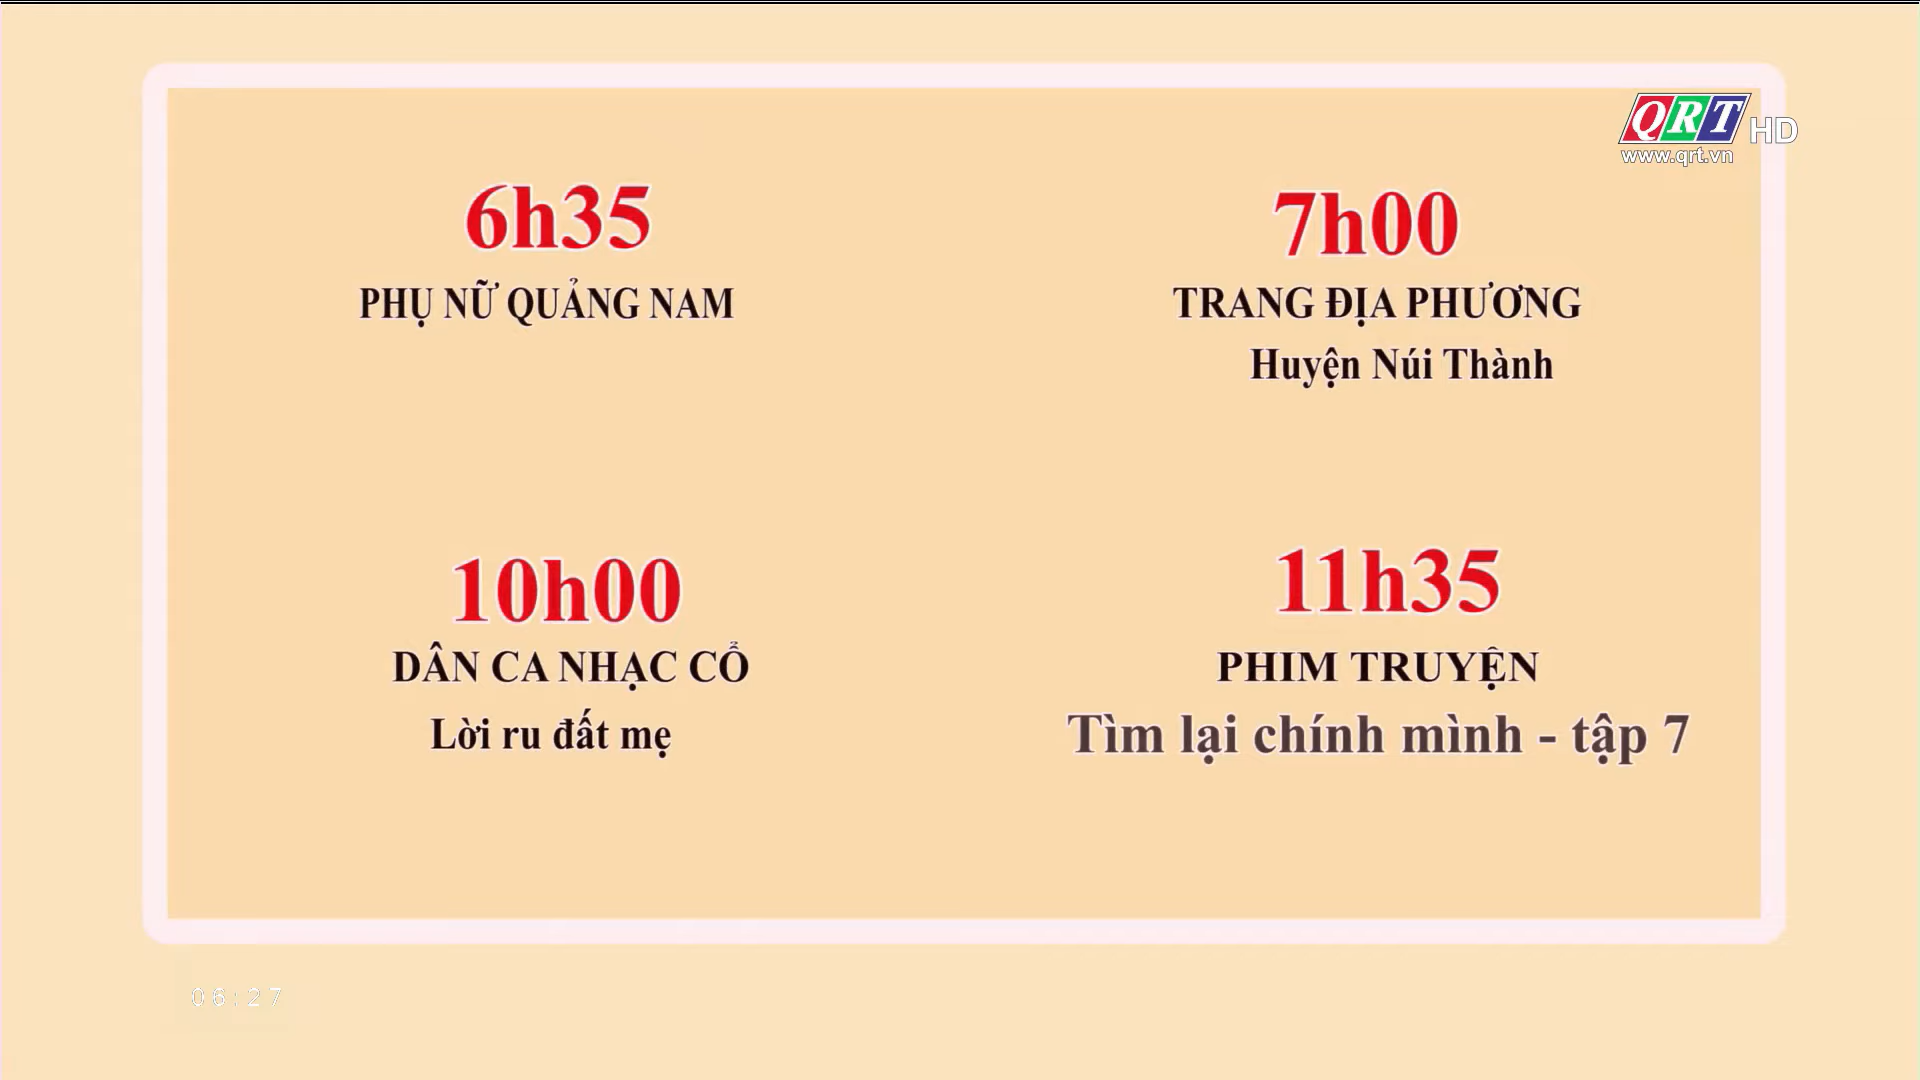 QRT HD
www.qrt.vn
6h35
PHỤ NỮ QUẢNG NAM
7h00
TRANG ĐỊA PHƯƠNG
Huyện Núi Thành
10h00
DÂN CA NHẠC CỔ
Lời ru đất mẹ
11h35
PHIM TRUYỆN
Tìm lại chính mình - tập 7
06:27